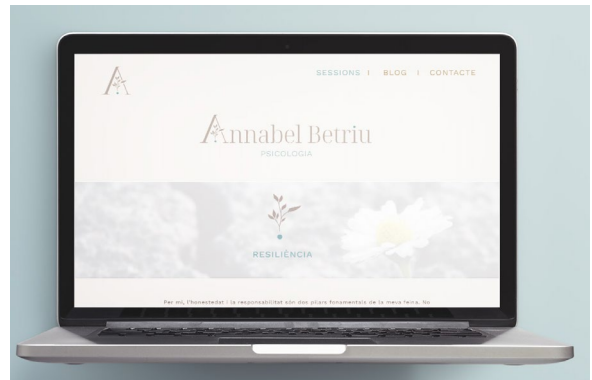 A
SESSIONS | BLOG | CONTACTE
Annabel Betriu
PSICOLOGIA
RESILIÈNCIA
Per mi, l'honestedat i la responsabilitat són dos pilars fonamentals de la meva feina. No